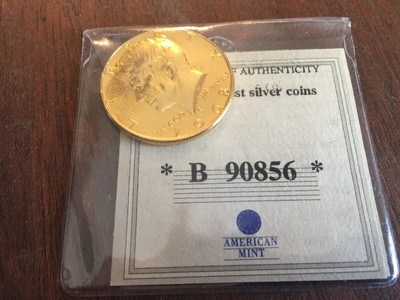 AUTHENTICITY
st silver coins
* B 90856 *
AMERICAN
MINT